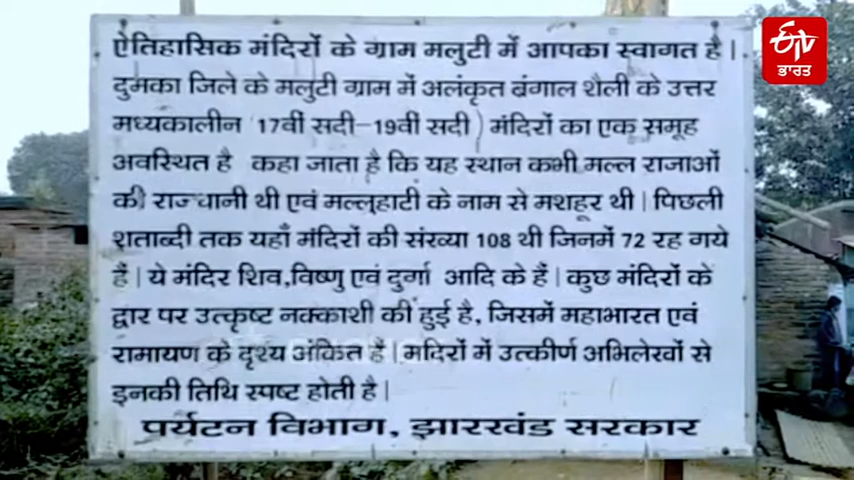 ऐतिहासिक मंदिरों के ग्राम मलुटी में आपका स्वागत है |
दुमका जिले के मलुटी ग्राम में अलंकृत ब्रंगाल शैली के उत्तर
मध्यकालीन 17वीं सदी-19वीं सदी ) मंदिरों का एक समूह
अवस्थित है कहा जाता है कि यह स्थान कभी मल्ल राजाओं
की राजधानी थी एवं मल्लूहाटी के नाम से मशहूर थी | पिछली
शताब्दी तक यहाँ मंदिरों की संख्या 108 थी जिनमें 72 रह गये
हैं | ये मंदिर शिव, विष्णु एवं दुर्गा आदि के हैं | कुछ मंदिरों के
द्वार पर उत्कृष्ट नक्काशी की हुई है, जिसमें महाभारत एवं
रामायण के दृश्य अंकित है | मदिरों में उत्कीर्ण अभिलेखों से
इनकी तिथि स्पष्ट होती है |
पर्यटन विभाग, झारखंड सरकार
etv
ਭਾਰਤ